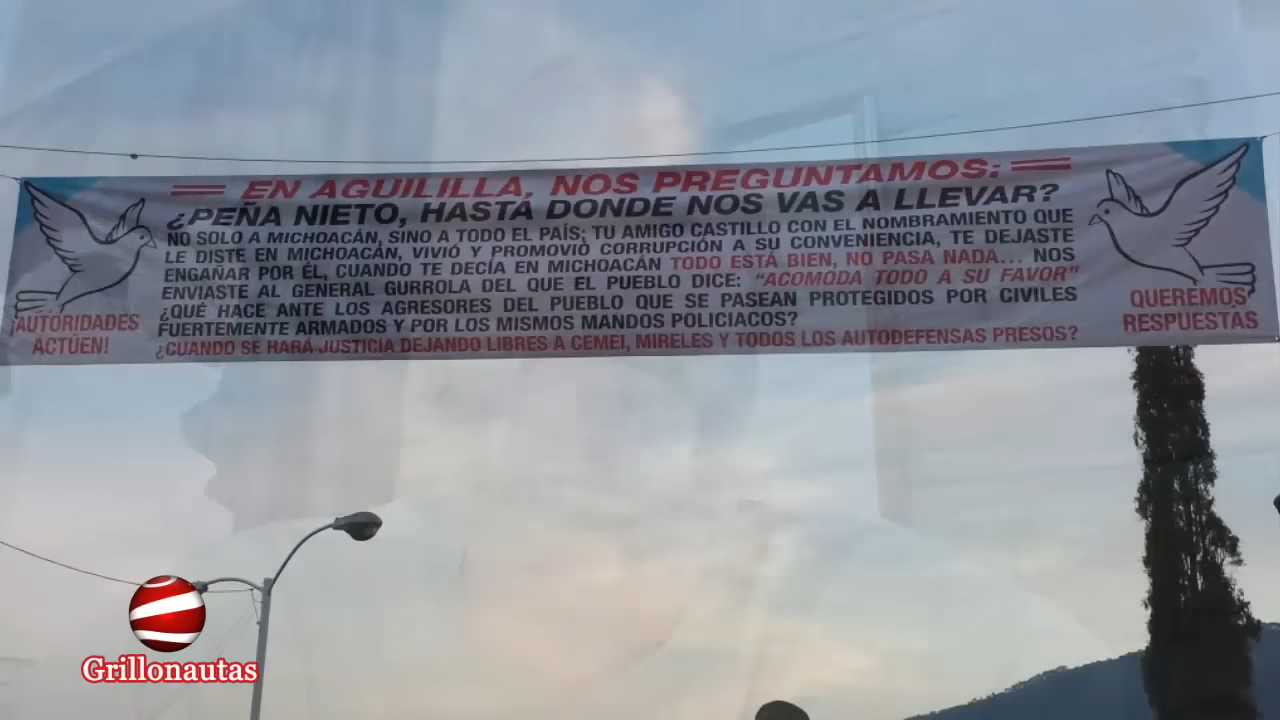 EN AGUILILLA, NOS PREGUNTAMOS:
¿PEÑA NIETO, HASTA DONDE NOS VAS A LLEVAR?
NO SOLO A MICHOACÁN, SINO A TODO EL PAÍS; TU AMIGO CASTILLO CON EL NOMBRAMIENTO QUE
LE DISTE EN MICHOACÁN, VIVIÓ Y PROMOVIÓ CORRUPCIÓN A SU CONVENIENCIA, TE DEJASTE
ENGAÑAR POR ÉL, CUANDO TE DECÍA EN MICHOACÁN TODO ESTÁ BIEN, NO PASA NADA... NOS
ENVIASTE AL GENERAL GURROLA DEL QUE EL PUEBLO DICE: "ACOMODA TODO A SU FAVOR"
¿QUÉ HACE ANTE LOS AGRESORES DEL PUEBLO QUE SE PASEAN PROTEGIDOS POR CIVILES
FUERTEMENTE ARMADOS Y POR LOS MISMOS MANDOS POLICIACOS?
¿CUANDO SE HARÁ JUSTICIA DEJANDO LIBRES A CEMEI, MIRELES Y TODOS LOS AUTODEFENSAS PRESOS?
¡AUTORIDADES
ACTÚEN!
QUEREMOS
RESPUESTAS
Grillonautas